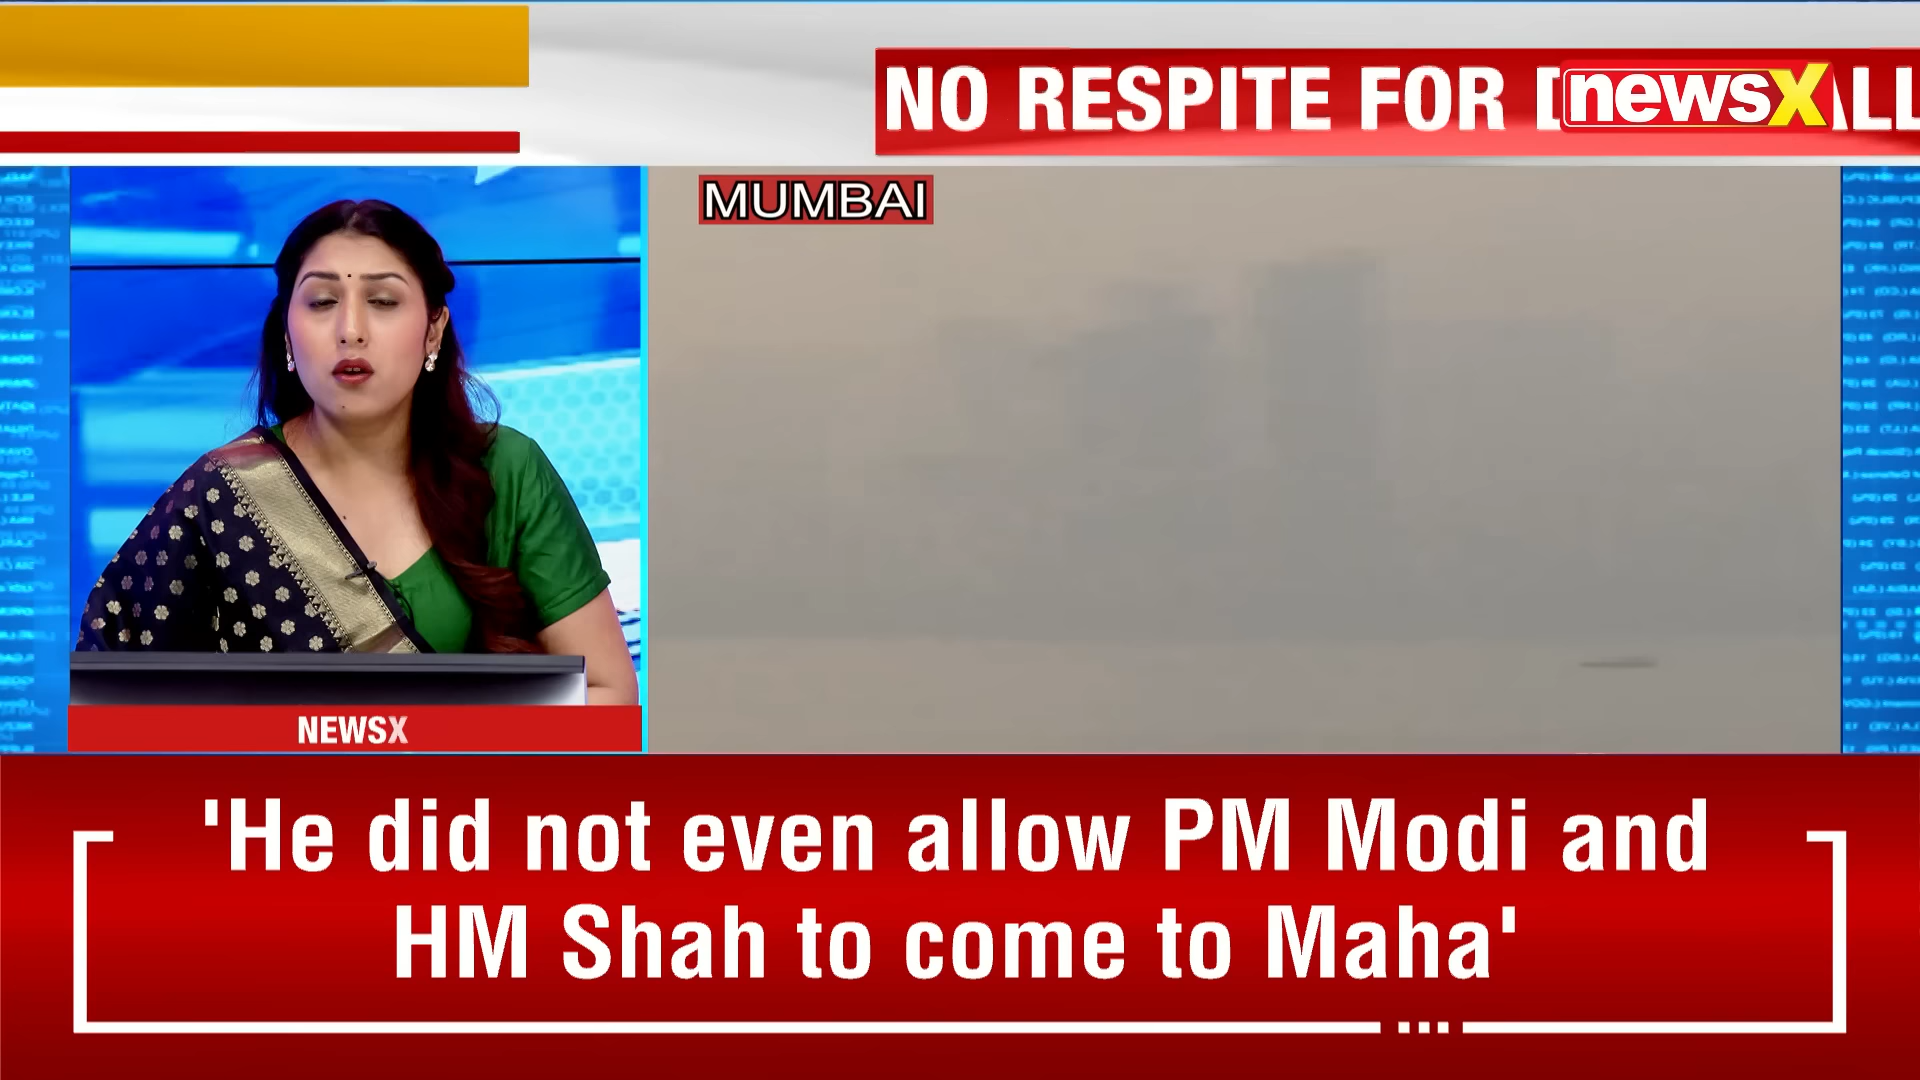 NO RESPITE FOR
newsX
MUMBAI
NEWSX
'He did not even allow PM Modi and
HM Shah to come to Maha'